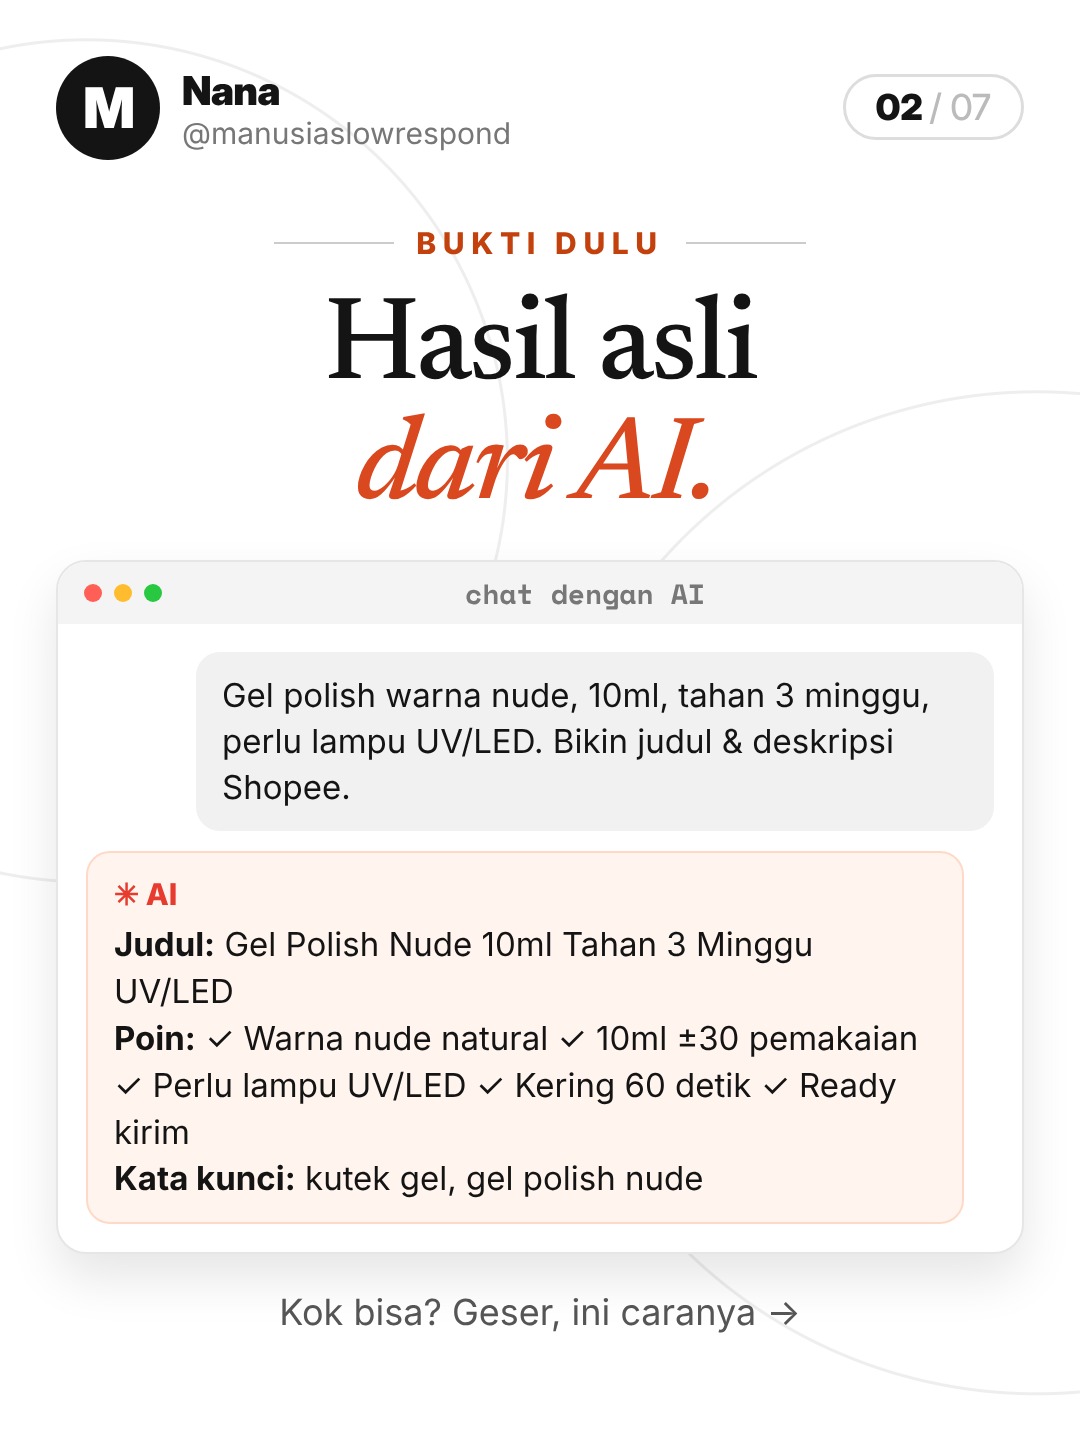 M
Nana
@manusiaslowrespond
02 / 07
BUKTI DULU
Hasil asli
dari AI.
chat dengan AI
Gel polish warna nude, 10ml, tahan 3 minggu,
perlu lampu UV/LED. Bikin judul & deskripsi
Shopee.
✳ AI
Judul: Gel Polish Nude 10ml Tahan 3 Minggu
UV/LED
Poin: ✓ Warna nude natural ✓ 10ml ±30 pemakaian
✓ Perlu lampu UV/LED ✓ Kering 60 detik ✓ Ready
kirim
Kata kunci: kutek gel, gel polish nude
Kok bisa? Geser, ini caranya →